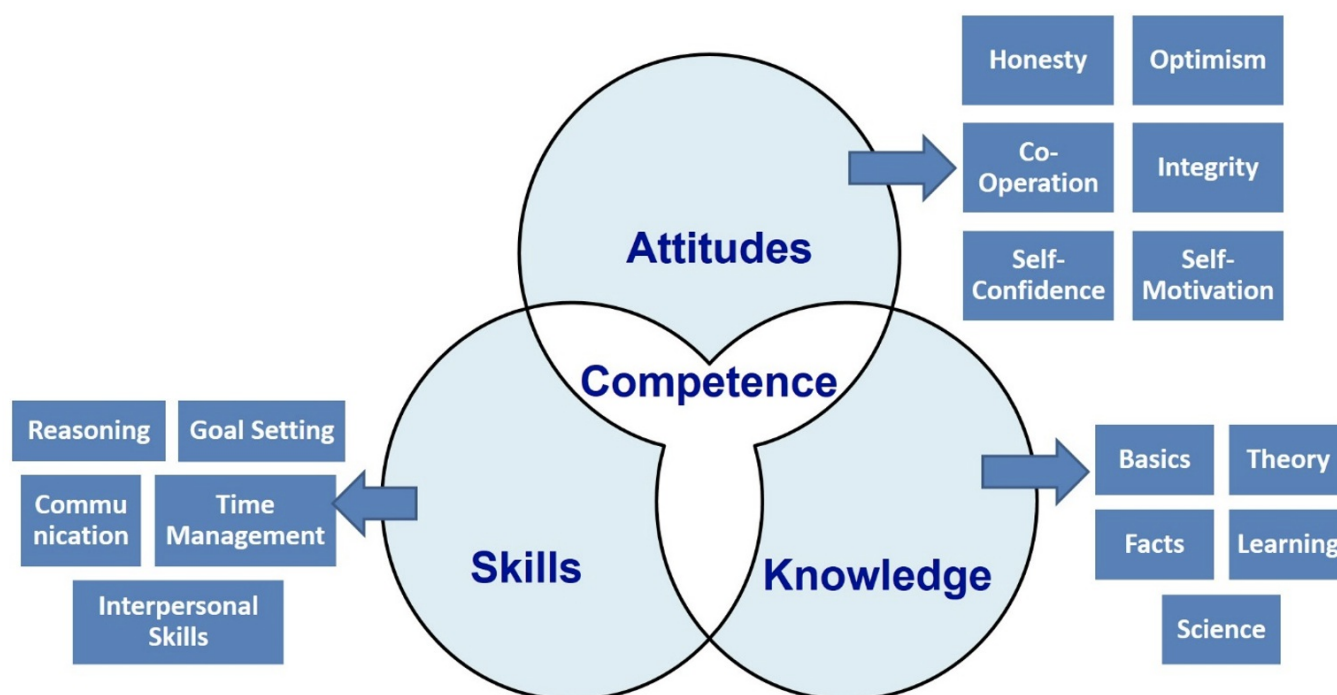 Honesty
Optimism
Co-
Operation
Integrity
Self-
Confidence
Self-
Motivation
Attitudes
Competence
Reasoning
Goal Setting
Commu
nication
Time
Management
Interpersonal
Skills
Skills
Knowledge
Basics
Theory
Facts
Learning
Science